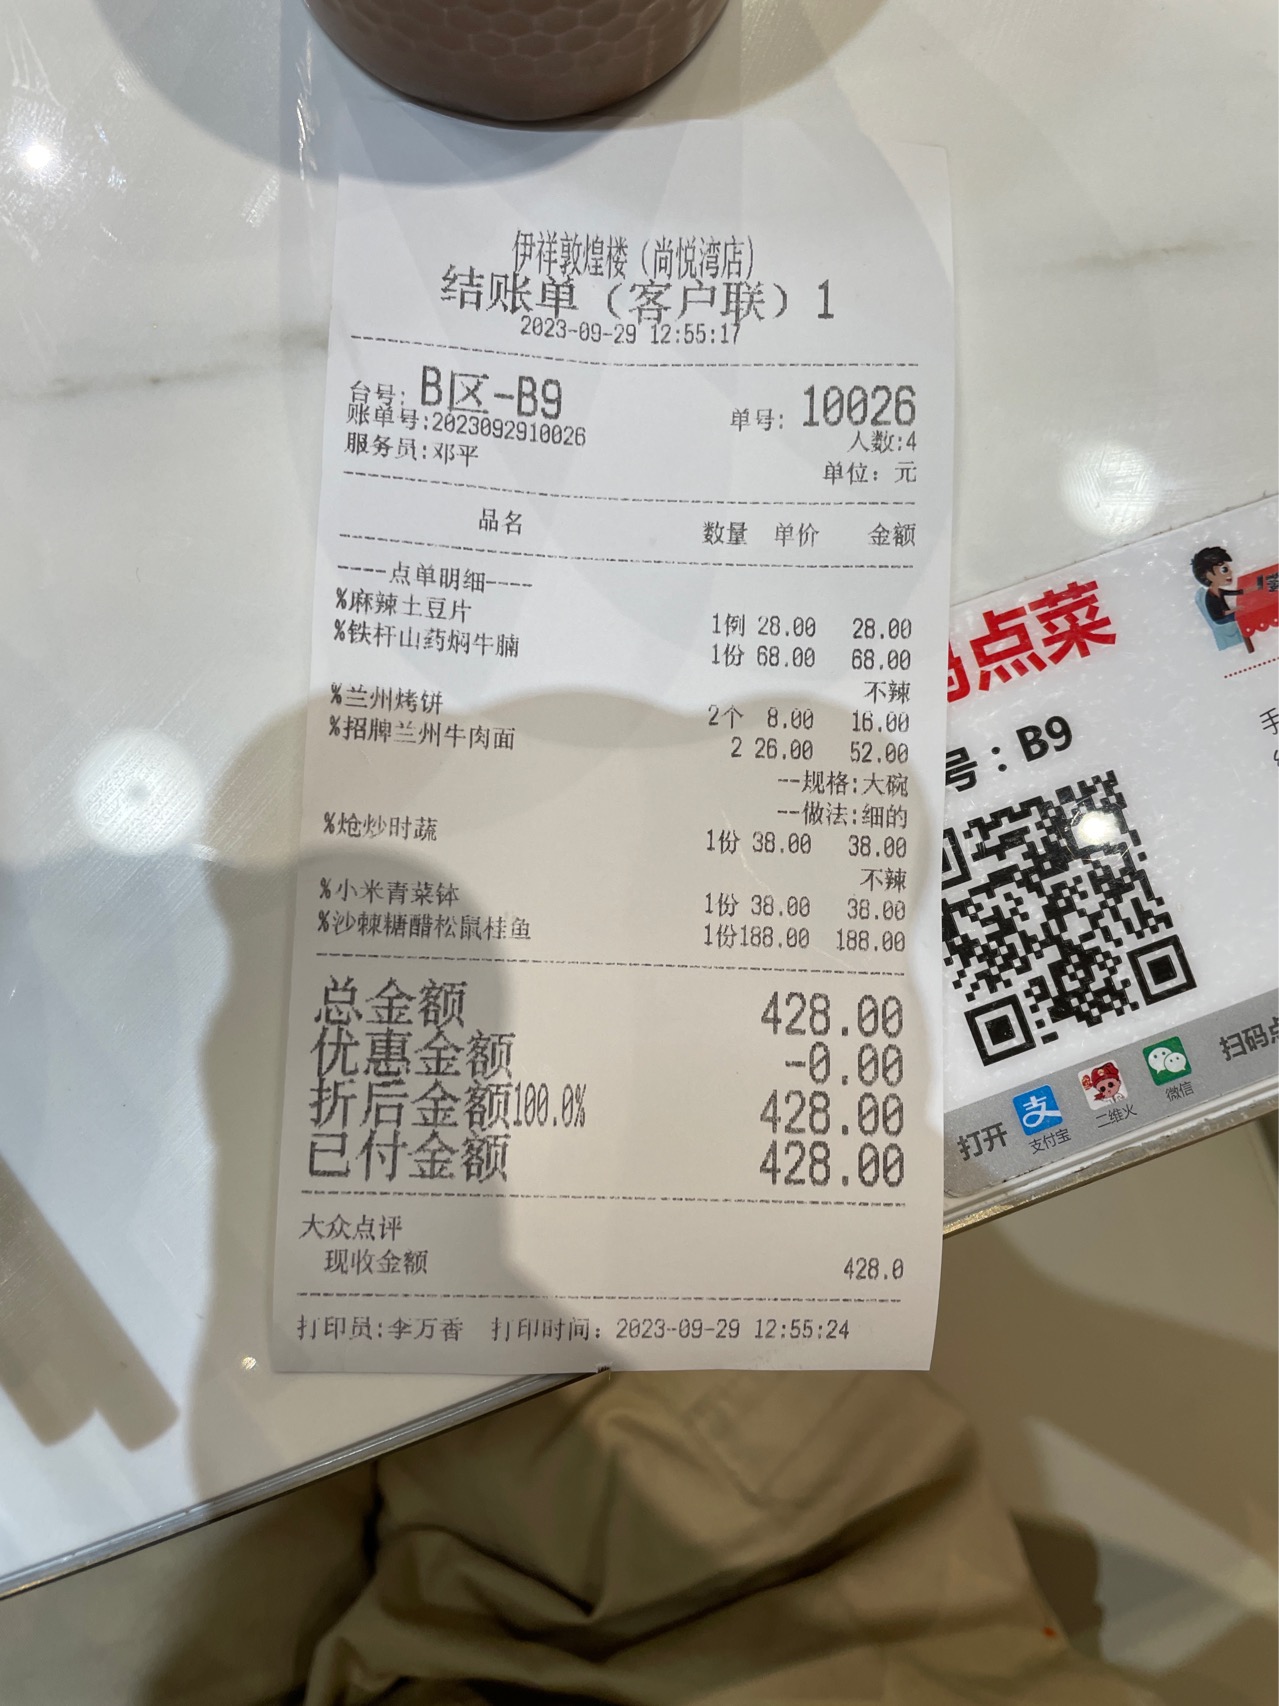 伊祥敦煌楼（尚悦湾店）
结账单（客户联）1
2023-09-29 12:55:17
台号: B区-B9 单号: 10026
账单号:2023092910026 人数:4
服务员:邓平 单位: 元
品名 数量 单价 金额
----点单明细----
%麻辣土豆片 1例 28.00 28.00
%铁杆山药焖牛腩 1份 68.00 68.00
不辣
%兰州烤饼 2个 8.00 16.00
%招牌兰州牛肉面 2 26.00 52.00
--规格:大碗
--做法:细的
%炝炒时蔬 1份 38.00 38.00
不辣
%小米青菜钵 1份 38.00 38.00
%沙棘糖醋松鼠桂鱼 1份188.00 188.00
总金额 428.00
优惠金额 -0.00
折后金额100.0% 428.00
已付金额 428.00
大众点评
现收金额 428.0
打印员:李万香 打印时间: 2023-09-29 12:55:24
点菜
号：B9
打开 支付宝 二维火 微信 扫码点